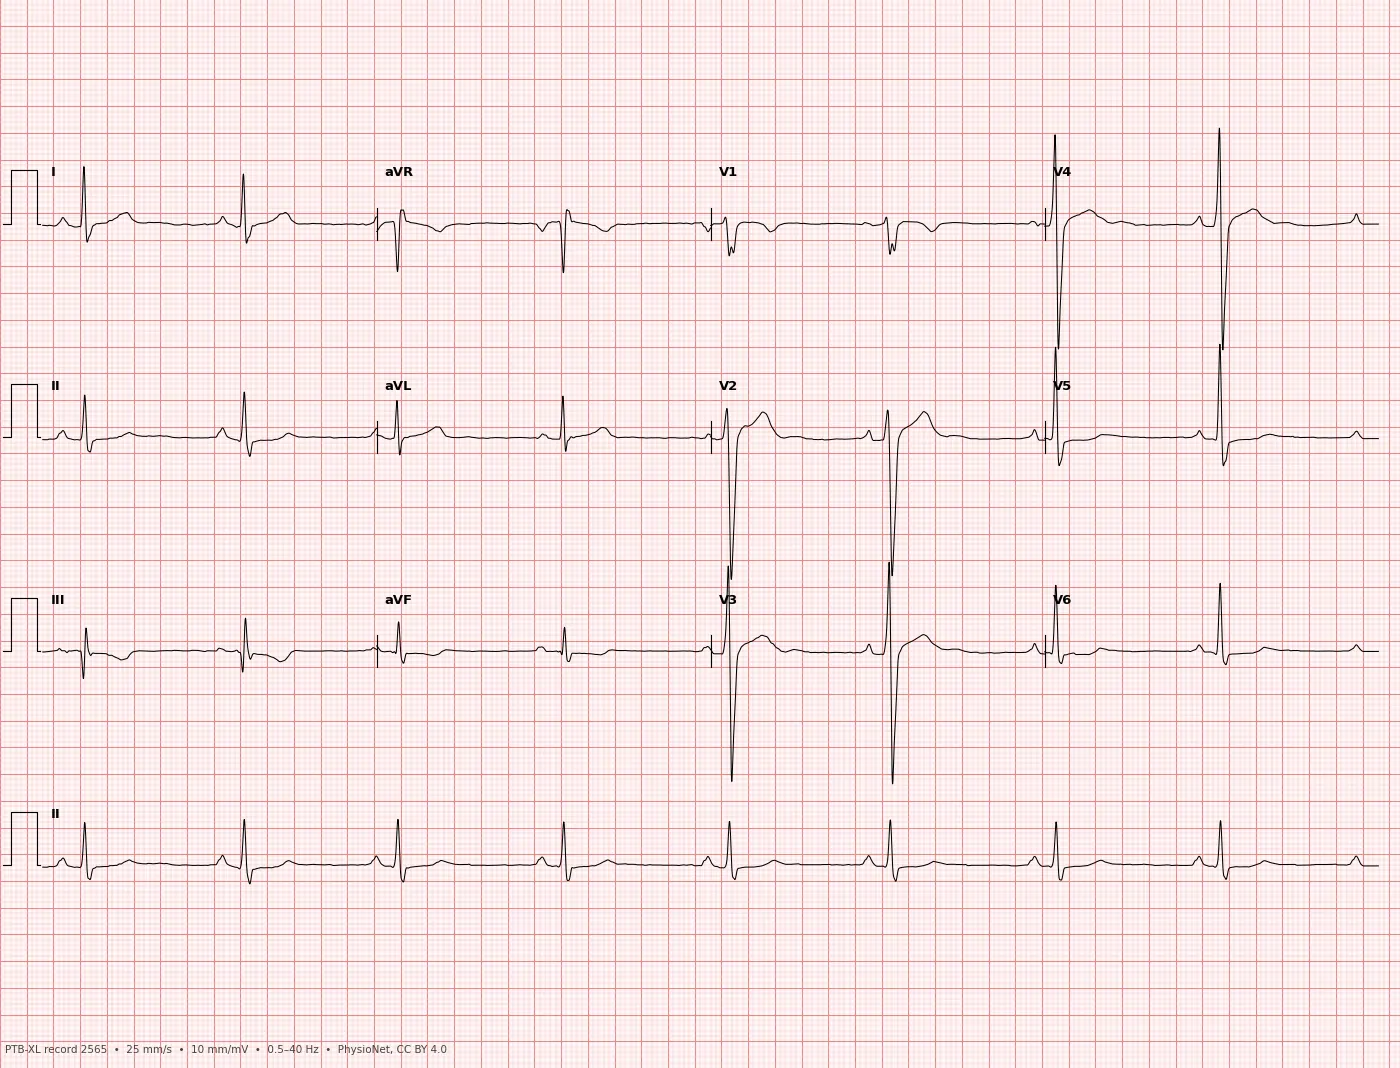 I aVR V1 V4
II aVL V2 V5
III aVF V3 V6
II
PTB-XL record 2565 • 25 mm/s • 10 mm/mV • 0.5–40 Hz • PhysioNet, CC BY 4.0